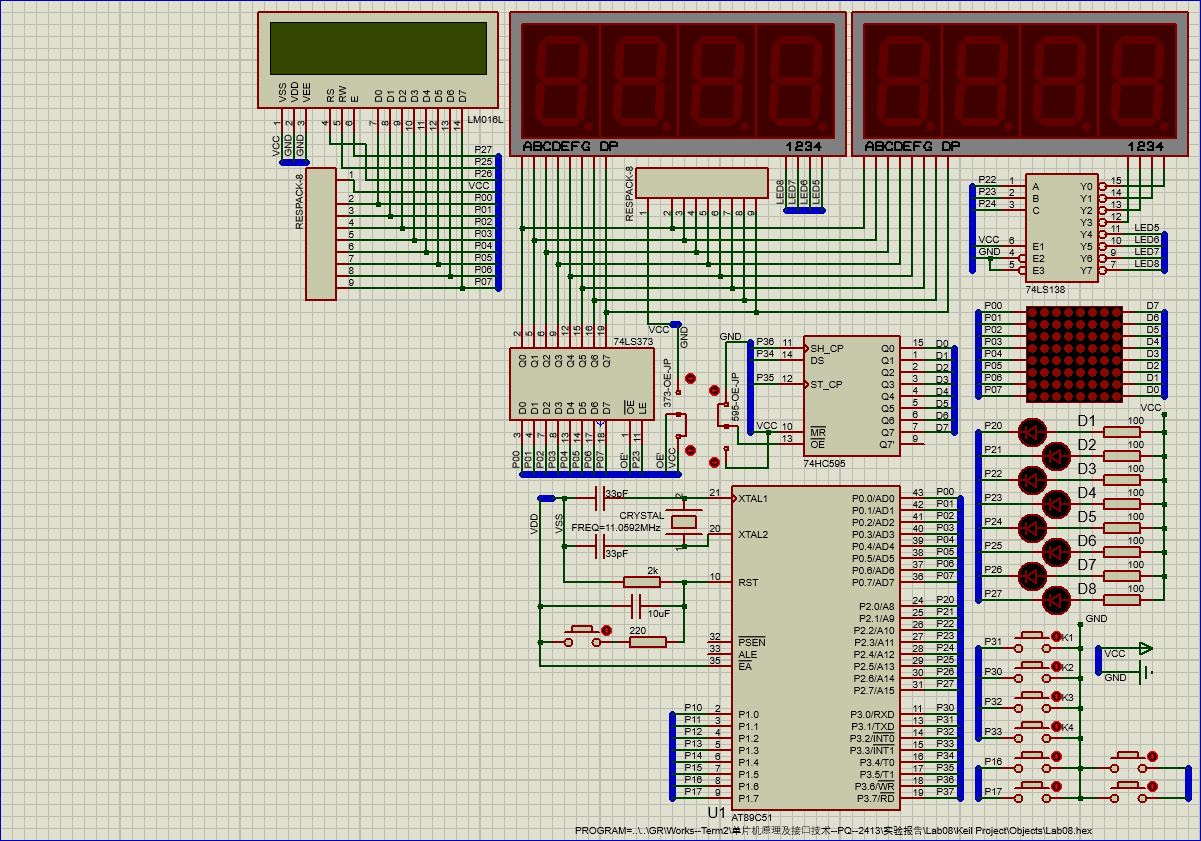 VSS VDD VEE RS RW E D0 D1 D2 D3 D4 D5 D6 D7
1 2 3 4 5 6 7 8 9 10 11 12 13 14
LM016L
VCC GND GND
P27
P25
P26
VCC
P00
P01
P02
P03
P04
P05
P06
P07
RESPACK-8
1
2
3
4
5
6
7
8
9
ABCDEFG DP 1234
ABCDEFG DP 1234
RESPACK-8
1 2 3 4 5 6 7 8 9
LED8 LED7 LED6 LED5
P22 1 A Y0 15
P23 2 B Y1 14
P24 3 C Y2 13
Y3 12
Y4 11 LED5
VCC 6 E1 Y5 10 LED6
GND 4 E2 Y6 9 LED7
5 E3 Y7 7 LED8
74LS138
2 5 6 9 12 15 16 19
74LS373
Q0 Q1 Q2 Q3 Q4 Q5 Q6 Q7
D0 D1 D2 D3 D4 D5 D6 D7 OE LE
3 4 7 8 13 14 17 18 1 11
P00 P01 P02 P03 P04 P05 P06 P07 OE' P23
VCC GND
373-OE-JP
OE' VCC
GND
595-OE-JP
P36 11 SH_CP Q0 15 D0
P34 14 DS Q1 1 D1
Q2 2 D2
P35 12 ST_CP Q3 3 D3
Q4 4 D4
Q5 5 D5
Q6 6 D6
VCC 10 MR Q7 7 D7
13 OE Q7' 9
74HC595
P00 D7
P01 D6
P02 D5
P03 D4
P04 D3
P05 D2
P06 D1
P07 D0
VCC
P20 D1 100
P21 D2 100
P22 D3 100
P23 D4 100
P24 D5 100
P25 D6 100
P26 D7 100
P27 D8 100
VDD VSS
33pF
CRYSTAL
FREQ=11.0592MHz
33pF
2
1
2k
10uF
220
21 XTAL1
20 XTAL2
10 RST
32 PSEN
33 ALE
35 EA
P0.0/AD0 43 P00
P0.1/AD1 42 P01
P0.2/AD2 41 P02
P0.3/AD3 40 P03
P0.4/AD4 39 P04
P0.5/AD5 38 P05
P0.6/AD6 37 P06
P0.7/AD7 36 P07
P2.0/A8 24 P20
P2.1/A9 25 P21
P2.2/A10 26 P22
P2.3/A11 27 P23
P2.4/A12 28 P24
P2.5/A13 29 P25
P2.6/A14 30 P26
P2.7/A15 31 P27
P10 2 P1.0 P3.0/RXD 11 P30
P11 3 P1.1 P3.1/TXD 13 P31
P12 4 P1.2 P3.2/INT0 14 P32
P13 5 P1.3 P3.3/INT1 15 P33
P14 6 P1.4 P3.4/T0 16 P34
P15 7 P1.5 P3.5/T1 17 P35
P16 8 P1.6 P3.6/WR 18 P36
P17 9 P1.7 P3.7/RD 19 P37
U1 AT89C51
GND
P31 K1
P30 K2
P32 K3
P33 K4
P16
P17
VCC
GND
PROGRAM=..\..\GR\Works--Term2\单片机原理及接口技术--PQ--2413\实验报告\Lab08\Keil Project\Objects\Lab08.hex